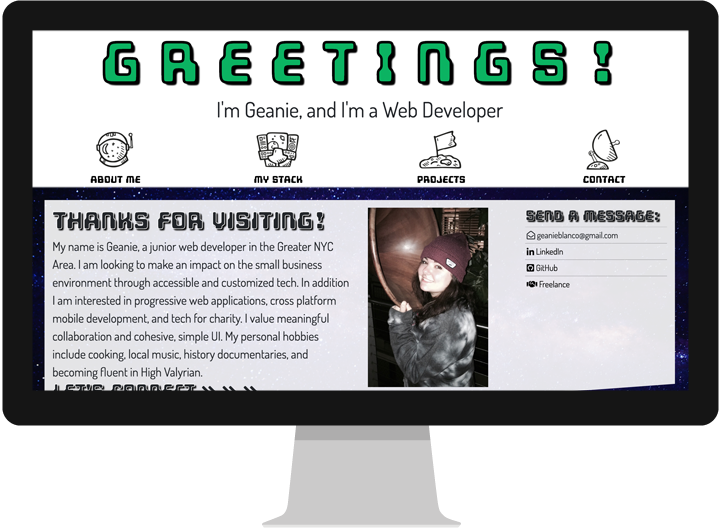 GREETINGS!
I'm Geanie, and I'm a Web Developer
ABOUT ME
MY STACK
PROJECTS
CONTACT
THANKS FOR VISITING!
My name is Geanie, a junior web developer in the Greater NYC
Area. I am looking to make an impact on the small business
environment through accessible and customized tech. In addition
I am interested in progressive web applications, cross platform
mobile development, and tech for charity. I value meaningful
collaboration and cohesive, simple UI. My personal hobbies
include cooking, local music, history documentaries, and
becoming fluent in High Valyrian.
LET'S CONNECT >> >> >>
SEND A MESSAGE:
geanieblanco@gmail.com
LinkedIn
GitHub
Freelance